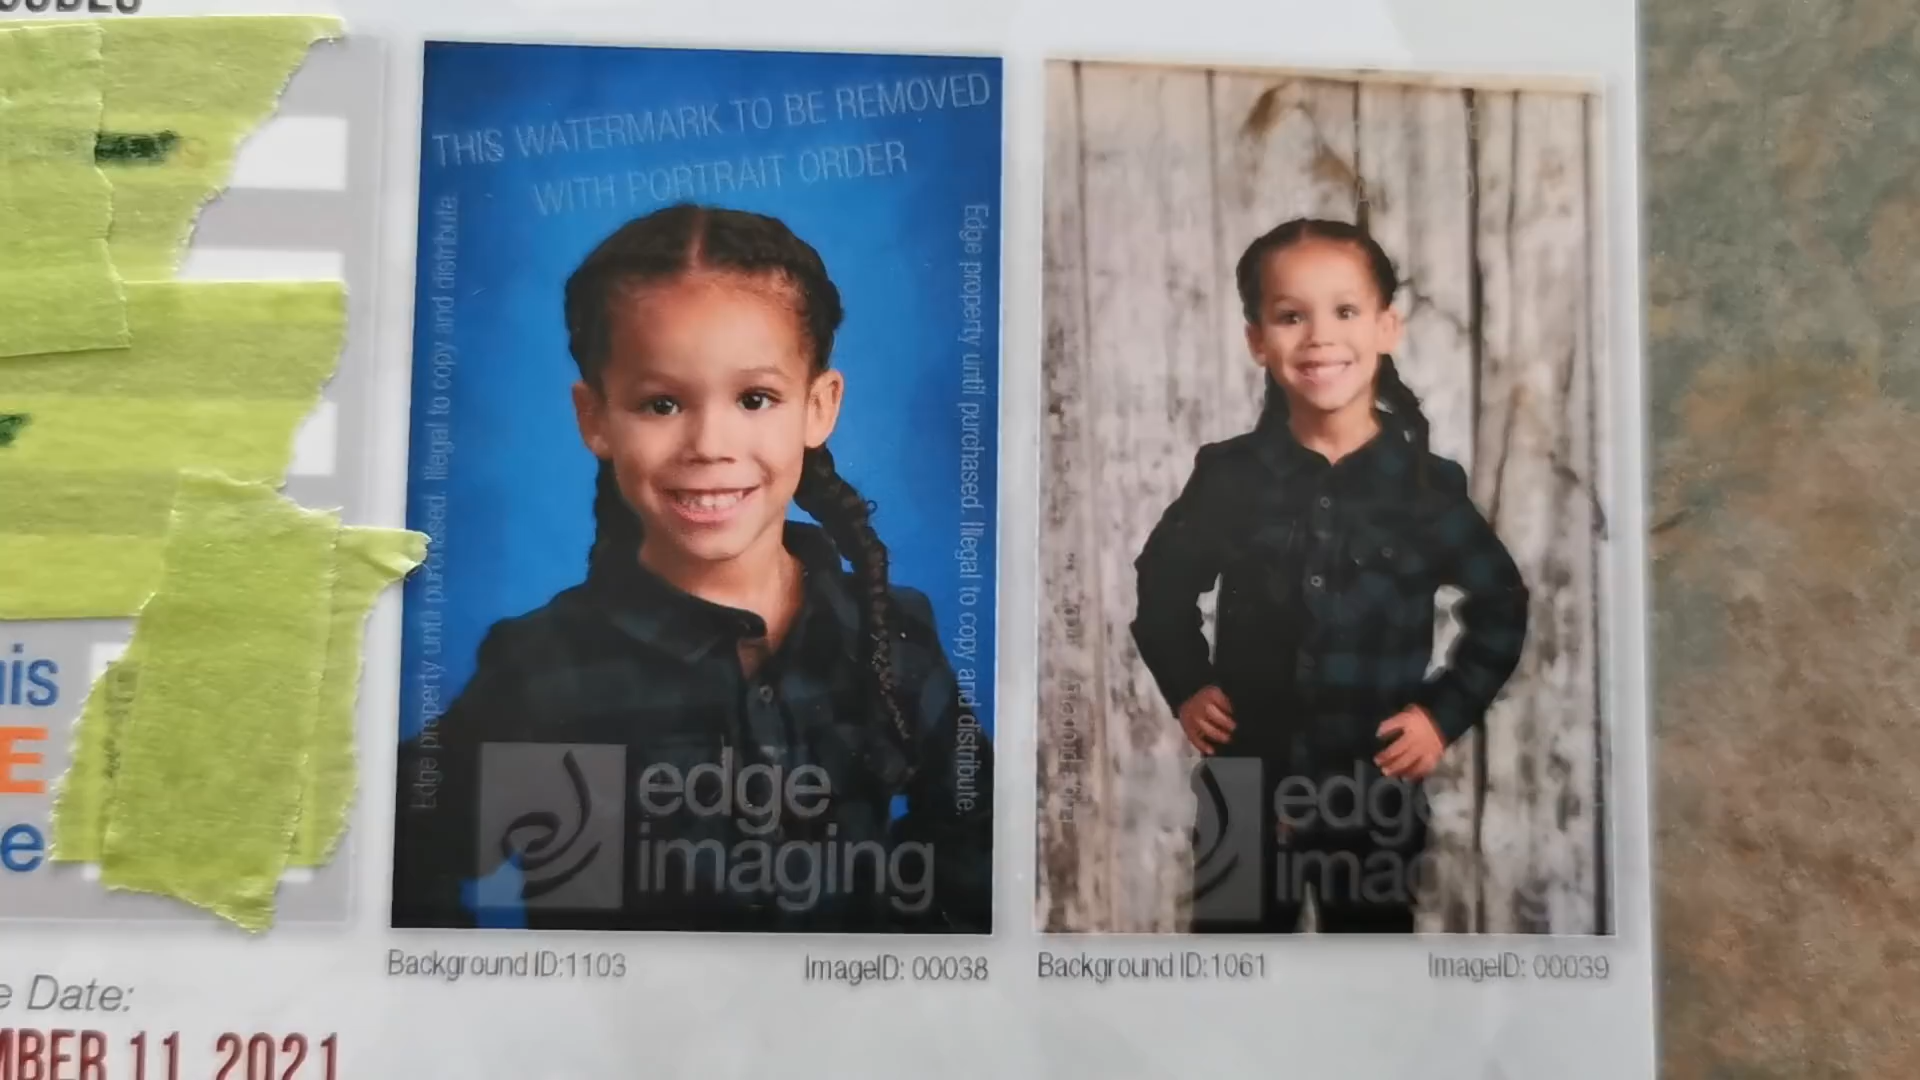 THIS WATERMARK TO BE REMOVED
WITH PORTRAIT ORDER
Edge property until purchased. Illegal to copy and distribute.
Edge property until purchased. Illegal to copy and distribute.
edge
imaging
edge
imaging
Background ID:1103
ImageID: 00038
Background ID:1061
ImageID: 00039
his
E
e
e Date:
MBER 11, 2021